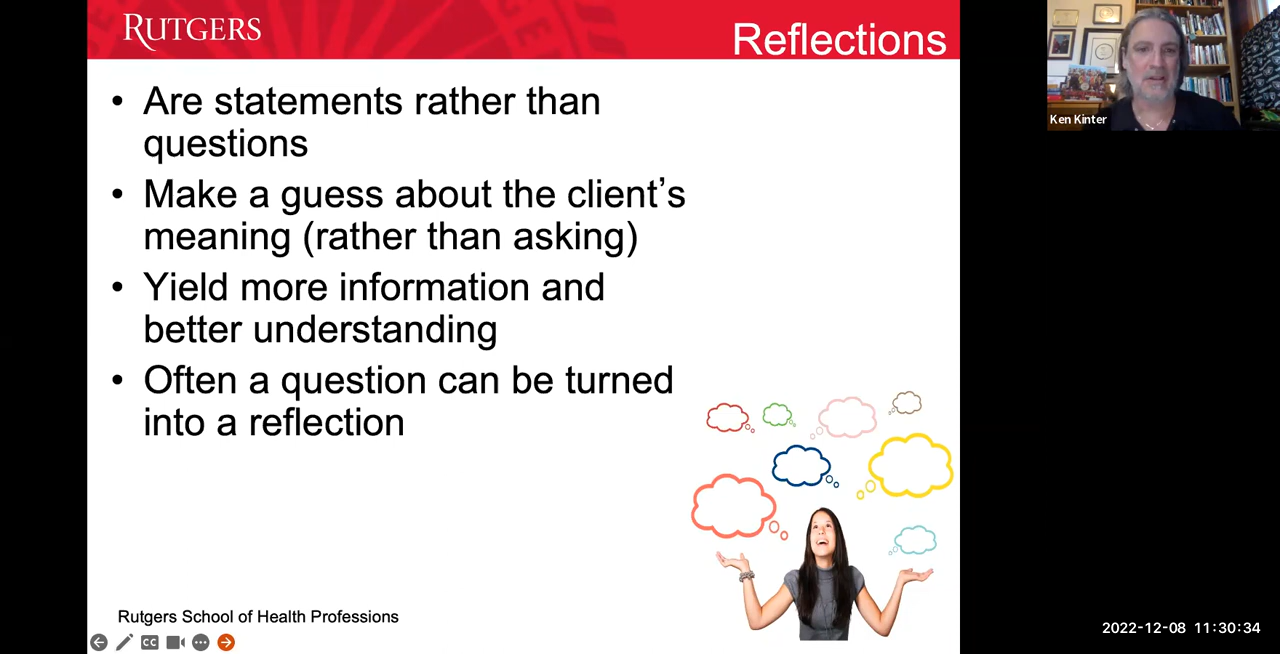 RUTGERS
Reflections
• Are statements rather than
questions
• Make a guess about the client’s
meaning (rather than asking)
• Yield more information and
better understanding
• Often a question can be turned
into a reflection
Rutgers School of Health Professions
CC
Ken Kinter
2022-12-08 11:30:34